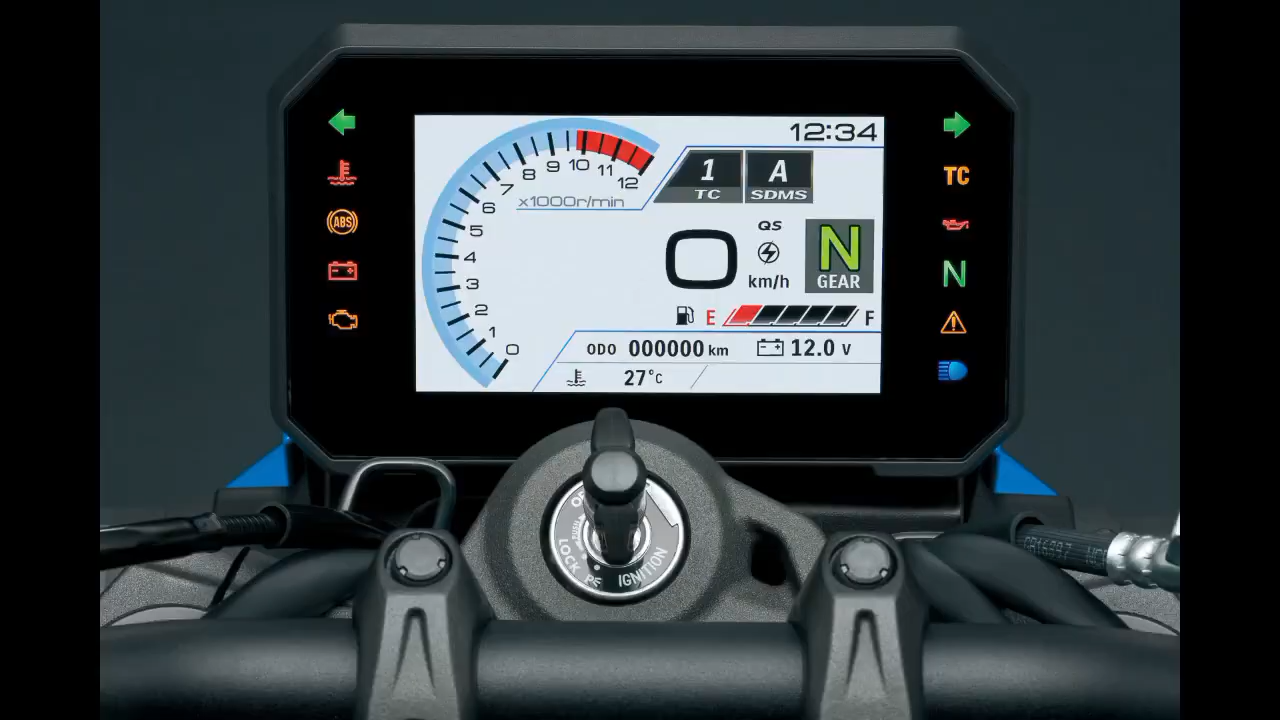 12:34
1
TC
A
SDMS
0
1
2
3
4
5
6
7
8
9
10
11
12
x1000r/min
ABS
TC
N
QS
0
km/h
N
GEAR
E
F
ODO 000000 km
12.0 V
27°C
LOCK
IGNITION